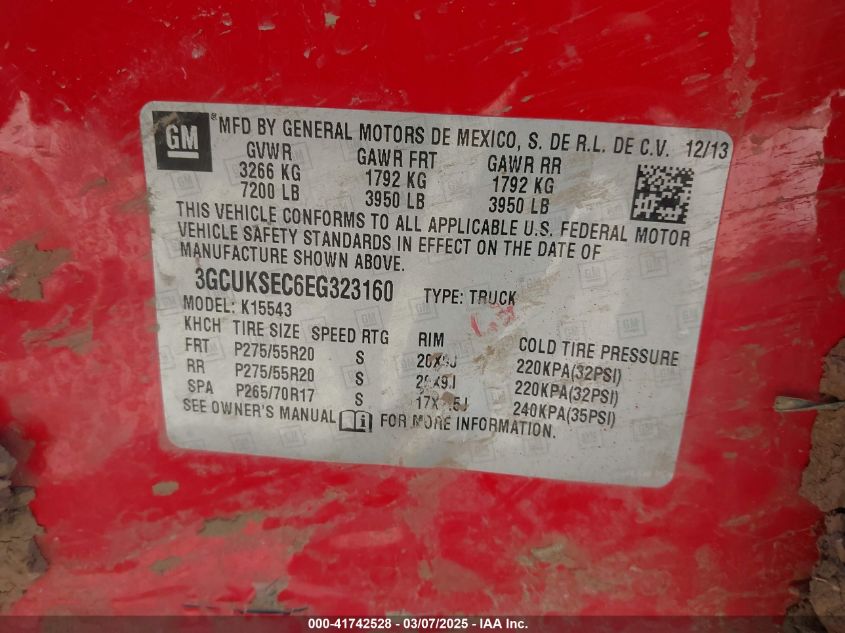 GM ® MFD BY GENERAL MOTORS DE MEXICO, S. DE R.L. DE C.V. 12/13
GVWR GAWR FRT GAWR RR
3266 KG 1792 KG 1792 KG
7200 LB 3950 LB 3950 LB
THIS VEHICLE CONFORMS TO ALL APPLICABLE U.S. FEDERAL MOTOR
VEHICLE SAFETY STANDARDS IN EFFECT ON THE DATE OF
MANUFACTURE SHOWN ABOVE.
3GCUKSEC6EG323160 TYPE: TRUCK
MODEL: K15543
KHCH TIRE SIZE SPEED RTG RIM COLD TIRE PRESSURE
FRT P275/55R20 S 20X9J 220KPA(32PSI)
RR P275/55R20 S 20X9J 220KPA(32PSI)
SPA P265/70R17 S 240KPA(35PSI)
SEE OWNER'S MANUAL FOR MORE INFORMATION.
000-41742528 - 03/07/2025 - IAA Inc.